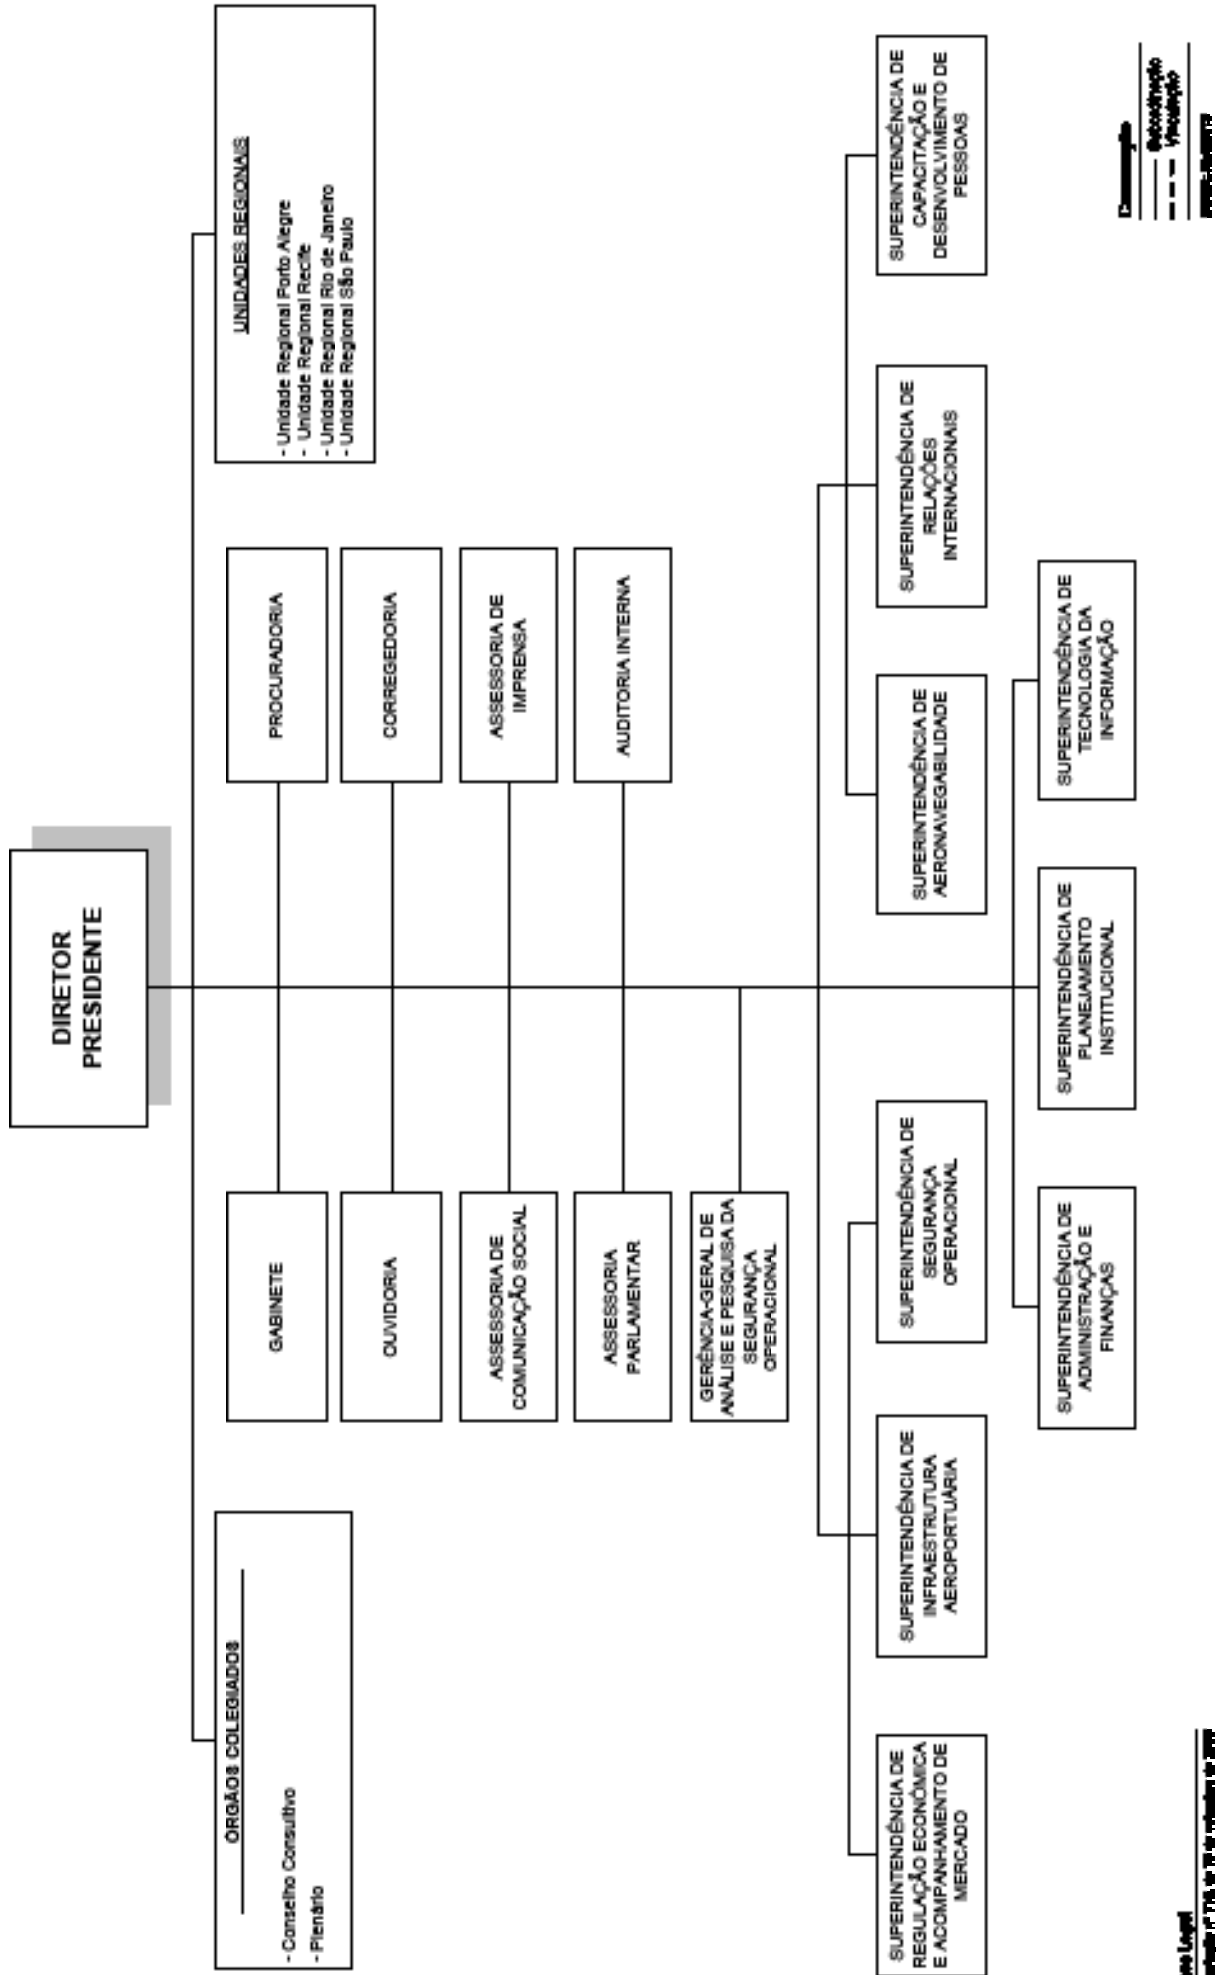 DIRETOR
PRESIDENTE
ÓRGÃOS COLEGIADOS
- Conselho Consultivo
- Plenário
UNIDADES REGIONAIS
- Unidade Regional Porto Alegre
- Unidade Regional Recife
- Unidade Regional Rio de Janeiro
- Unidade Regional São Paulo
GABINETE
PROCURADORIA
OUVIDORIA
CORREGEDORIA
ASSESSORIA DE
COMUNICAÇÃO SOCIAL
ASSESSORIA DE
IMPRENSA
ASSESSORIA
PARLAMENTAR
AUDITORIA INTERNA
GERÊNCIA-GERAL DE
ANÁLISE E PESQUISA DA
SEGURANÇA
OPERACIONAL
SUPERINTENDÊNCIA DE
REGULAÇÃO ECONÔMICA
E ACOMPANHAMENTO DE
MERCADO
SUPERINTENDÊNCIA DE
INFRAESTRUTURA
AEROPORTUÁRIA
SUPERINTENDÊNCIA DE
SEGURANÇA
OPERACIONAL
SUPERINTENDÊNCIA DE
AERONAVEGABILIDADE
SUPERINTENDÊNCIA DE
RELAÇÕES
INTERNACIONAIS
SUPERINTENDÊNCIA DE
CAPACITAÇÃO E
DESENVOLVIMENTO DE
PESSOAS
SUPERINTENDÊNCIA DE
ADMINISTRAÇÃO E
FINANÇAS
SUPERINTENDÊNCIA DE
PLANEJAMENTO
INSTITUCIONAL
SUPERINTENDÊNCIA DE
TECNOLOGIA DA
INFORMAÇÃO
Legal
Subordinação
Vinculação